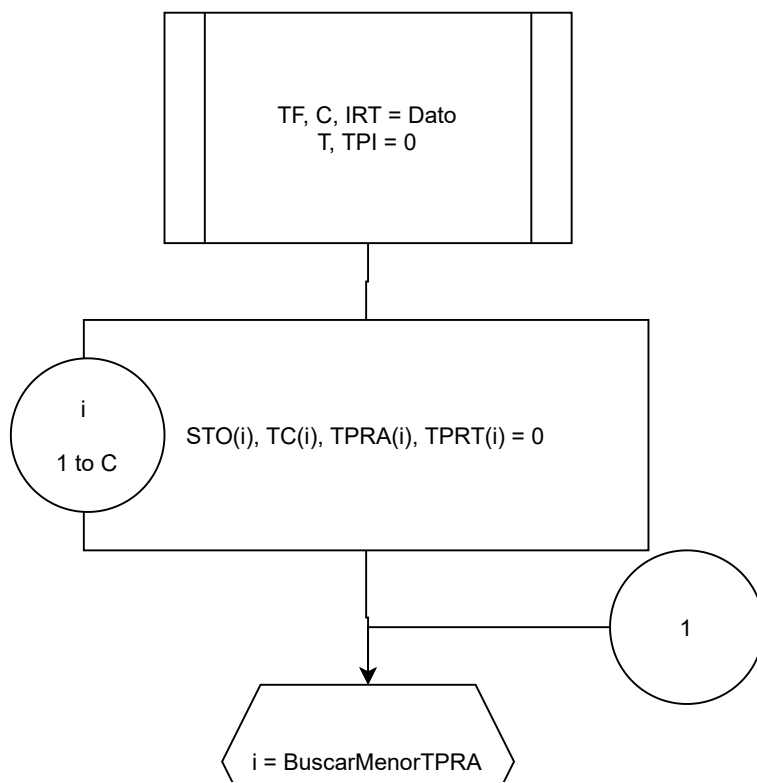 TF, C, IRT = Dato
T, TPI = 0
i
1 to C
STO(i), TC(i), TPRA(i), TPRT(i) = 0
1
i = BuscarMenorTPRA